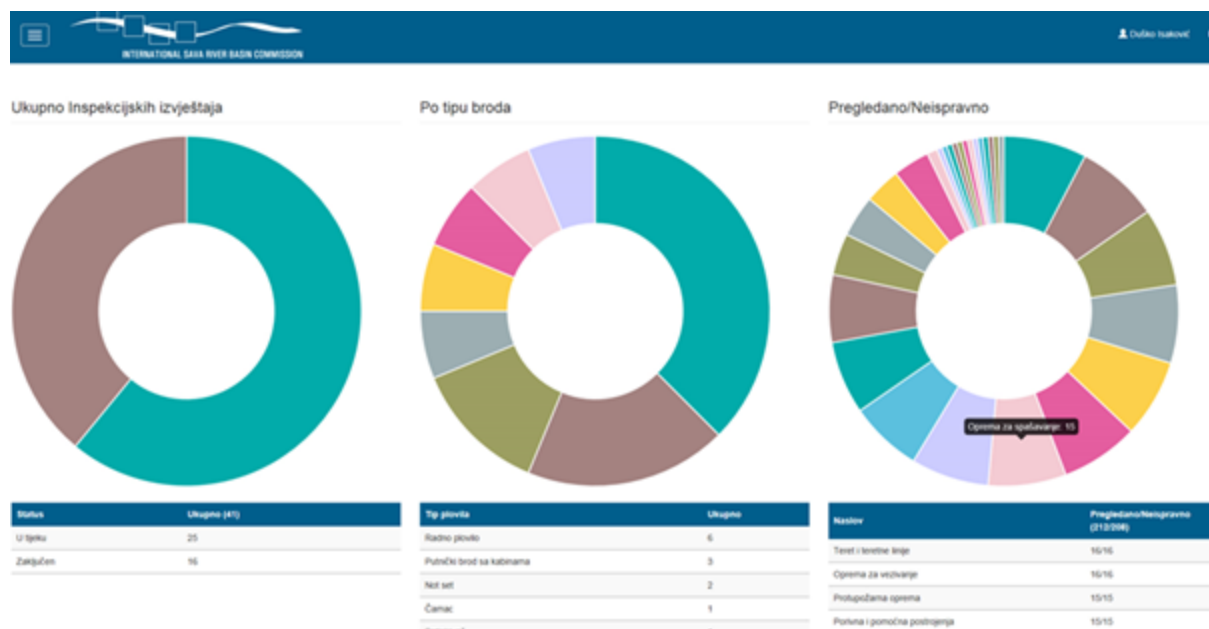 INTERNATIONAL SAVA RIVER BASIN COMMISSION
Duško Isaković
Ukupno Inspekcijskih izvještaja
Po tipu broda
Pregledano/Neispravno
Oprema za spašavanje: 15
Status Ukupno (41)
U tijeku 25
Zaključen 16
Tip plovila Ukupno
Radno plovilo 6
Putnički brod sa kabinama 3
Not set 2
Čamac 1
Naslov Pregledano/Neispravno
(212/208)
Teret i teretne linije 16/16
Oprema za vezivanje 16/16
Protupožarna oprema 15/15
Porivna i pomoćna postrojenja 15/15